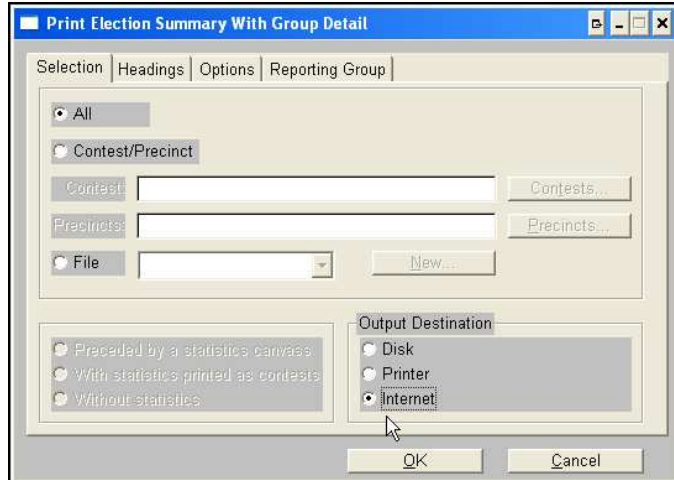 Print Election Summary With Group Detail
Selection Headings Options Reporting Group
All
Contest/Precinct
Contest: Contests...
Precincts: Precincts...
File New...
Output Destination
Preceded by a statistics canvass
With statistics printed as contests
Without statistics
Disk
Printer
Internet
OK Cancel